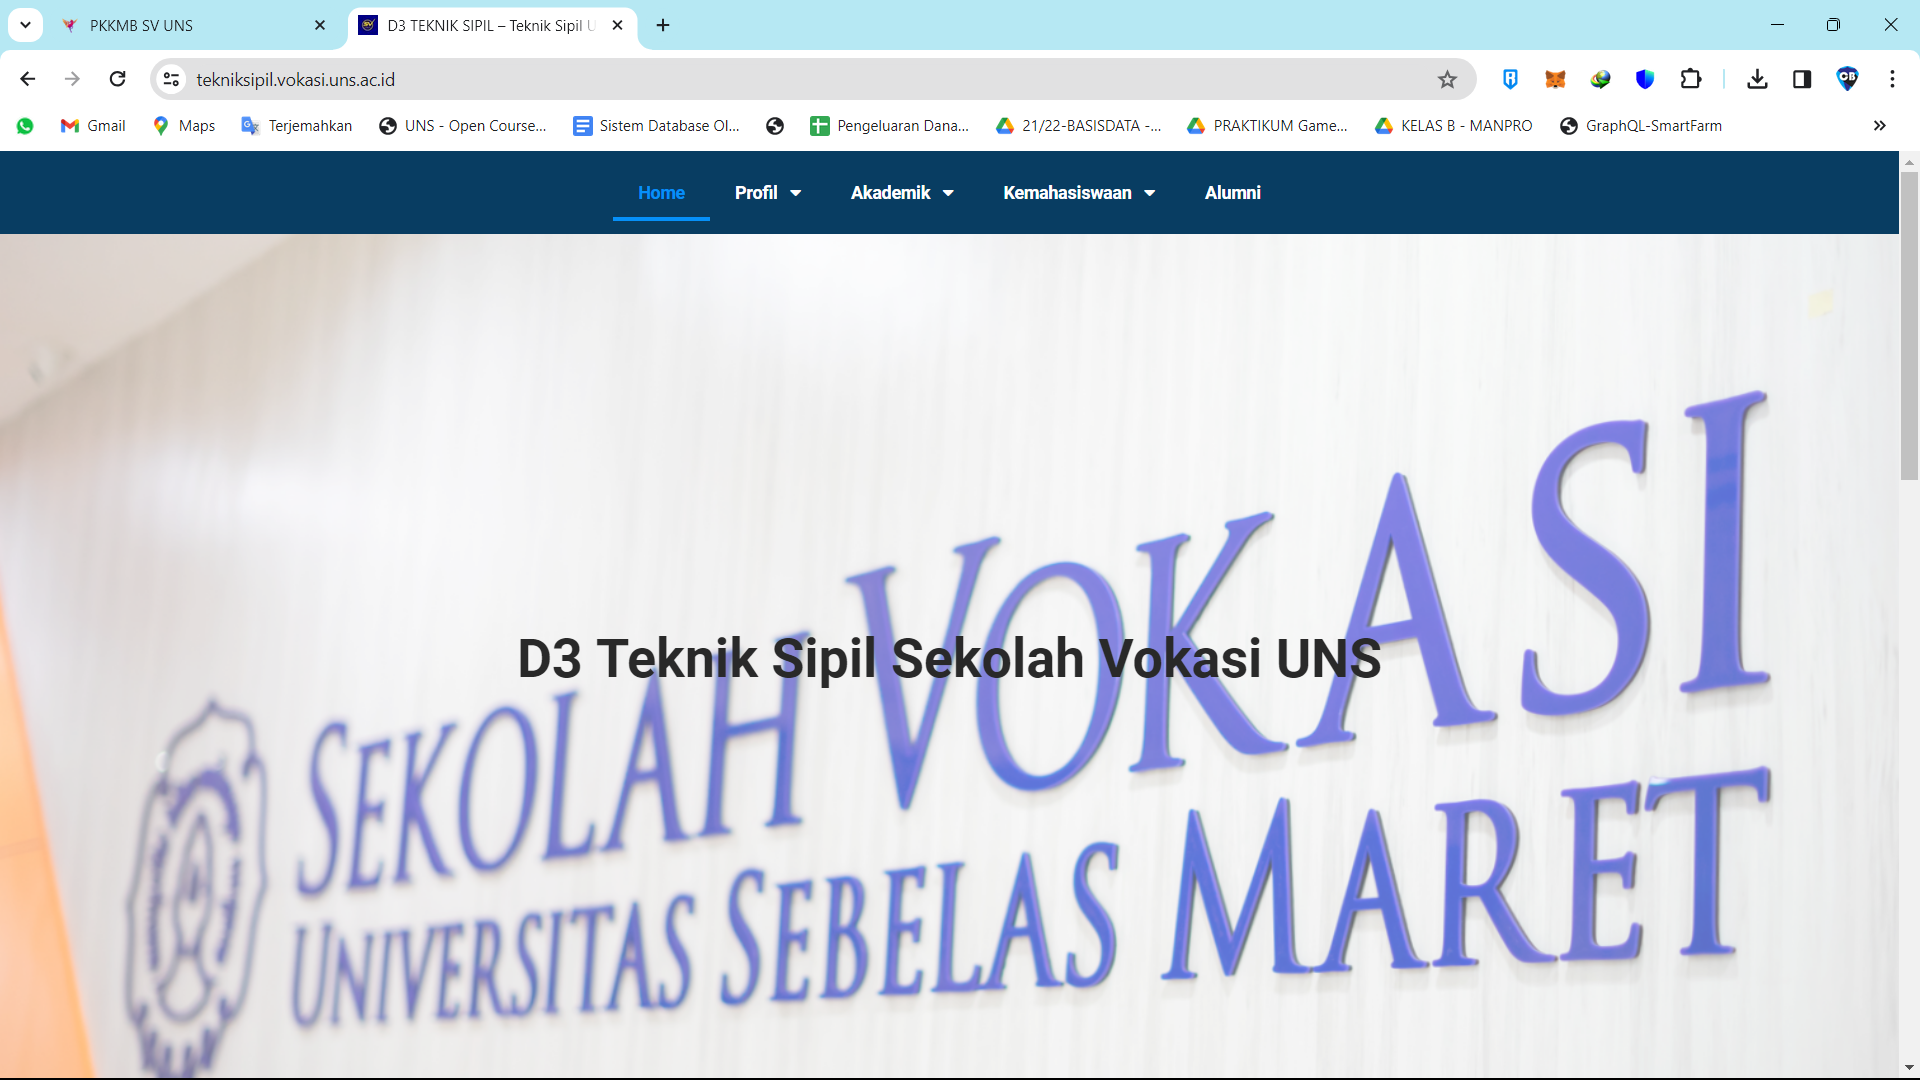 PKKMB SV UNS
D3 TEKNIK SIPIL – Teknik Sipil U
tekniksipil.vokasi.uns.ac.id
Gmail
Maps
Terjemahkan
UNS - Open Course...
Sistem Database Ol...
Pengeluaran Dana...
21/22-BASISDATA -...
PRAKTIKUM Game...
KELAS B - MANPRO
GraphQL-SmartFarm
Home
Profil
Akademik
Kemahasiswaan
Alumni
D3 Teknik Sipil Sekolah Vokasi UNS
SEKOLAH VOKASI
UNIVERSITAS SEBELAS MARET